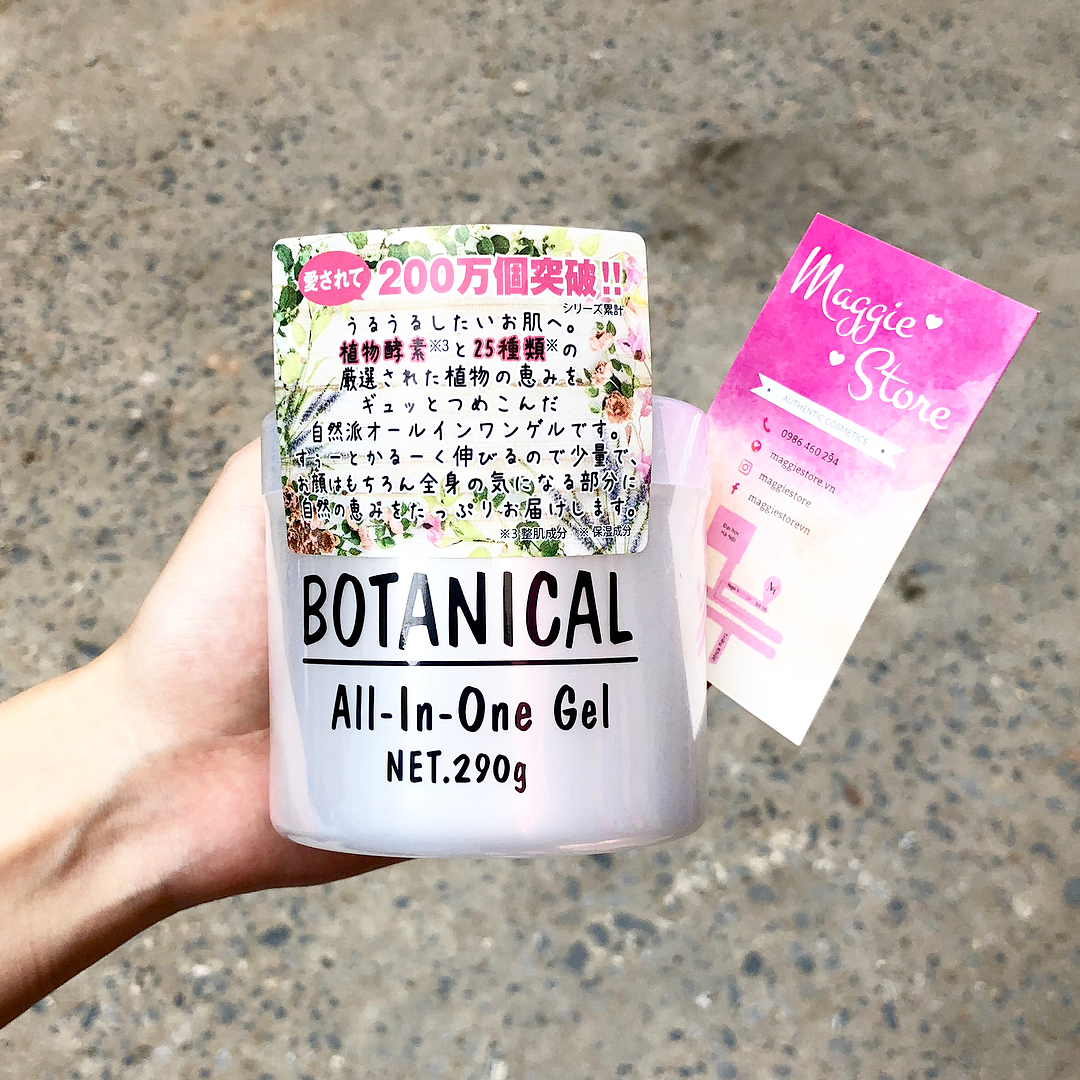 愛されて 200万個突破!!
シリーズ累計
うるうるしたいお肌へ。
植物酵素※3と25種類※の
厳選された植物の恵みを
ギュッとつめこんだ
自然派オールインワンゲルです。
すぅーとかるーく伸びるので少量で、
お顔はもちろん全身の気になる部分に
自然の恵みをたっぷりお届けします。
※3 整肌成分 ※保湿成分
BOTANICAL
All-In-One Gel
NET.290g
Maggie
Store
AUTHENTIC COSMETICS
0986 460 294
maggiestore.vn
maggiestore
maggiestorevn